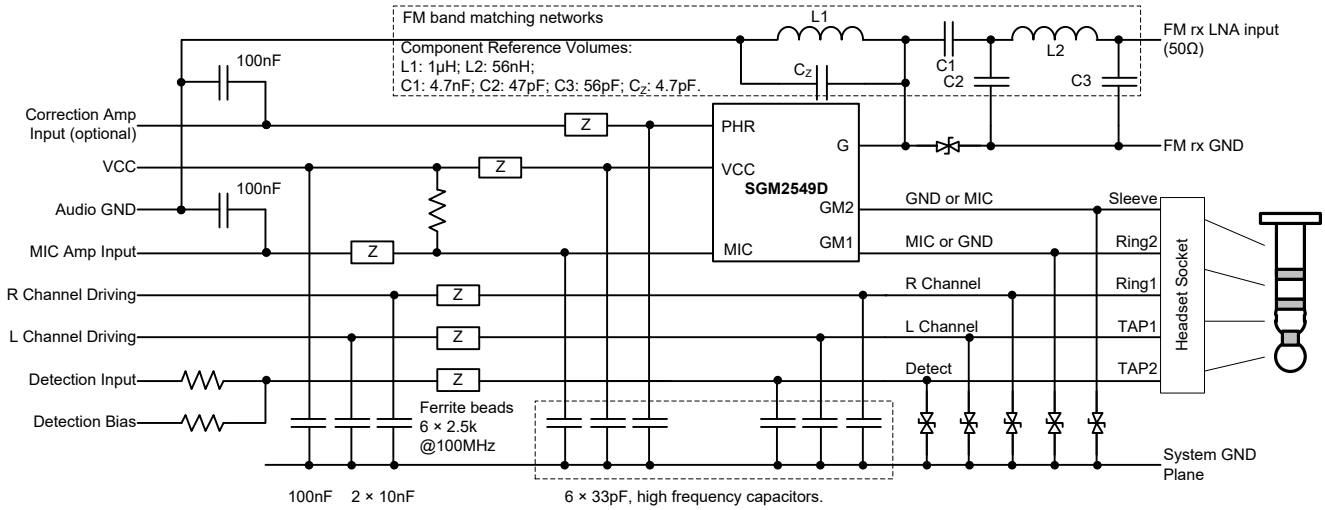 FM band matching networks
Component Reference Volumes:
L1: 1µH; L2: 56nH;
C1: 4.7nF; C2: 47pF; C3: 56pF; CZ: 4.7pF.
L1
CZ
C1
C2
L2
C3
FM rx LNA input
(50Ω)
FM rx GND
100nF
Correction Amp
Input (optional)
VCC
100nF
Audio GND
MIC Amp Input
R Channel Driving
L Channel Driving
Detection Input
Detection Bias
Z
Z
Z
Z
Z
Z
PHR
VCC
MIC
SGM2549D
G
GM2
GM1
GND or MIC
MIC or GND
R Channel
L Channel
Detect
Sleeve
Ring2
Ring1
TAP1
TAP2
Headset Socket
Ferrite beads
6 × 2.5k
@100MHz
System GND
Plane
100nF
2 × 10nF
6 × 33pF, high frequency capacitors.